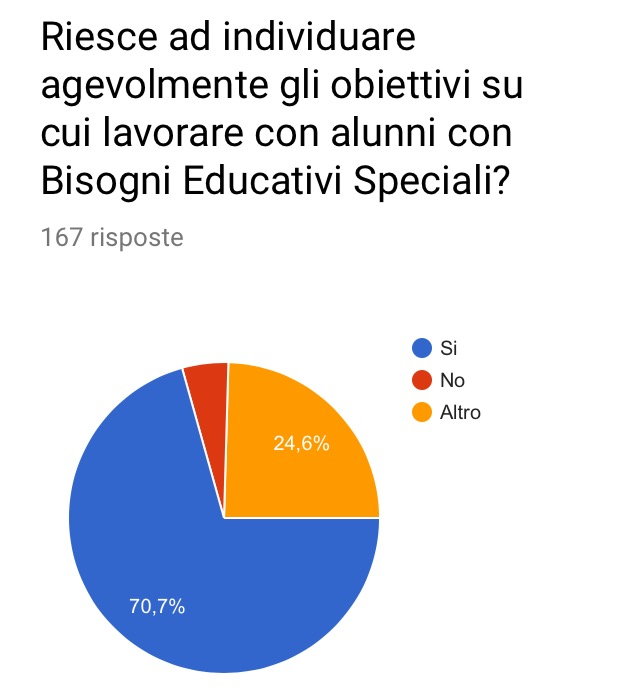 Riesce ad individuare
agevolmente gli obiettivi su
cui lavorare con alunni con
Bisogni Educativi Speciali?
167 risposte
Si
No
Altro
24,6%
70,7%